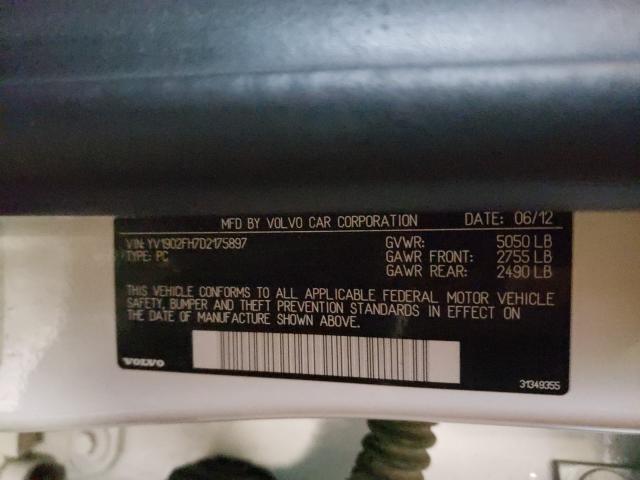 MFD BY VOLVO CAR CORPORATION DATE: 06/12
VIN: YV1902FH7D2175897 GVWR: 5050 LB
TYPE: PC GAWR FRONT: 2755 LB
GAWR REAR: 2490 LB
THIS VEHICLE CONFORMS TO ALL APPLICABLE FEDERAL MOTOR VEHICLE
SAFETY, BUMPER AND THEFT PREVENTION STANDARDS IN EFFECT ON
THE DATE OF MANUFACTURE SHOWN ABOVE.
VOLVO
31349355